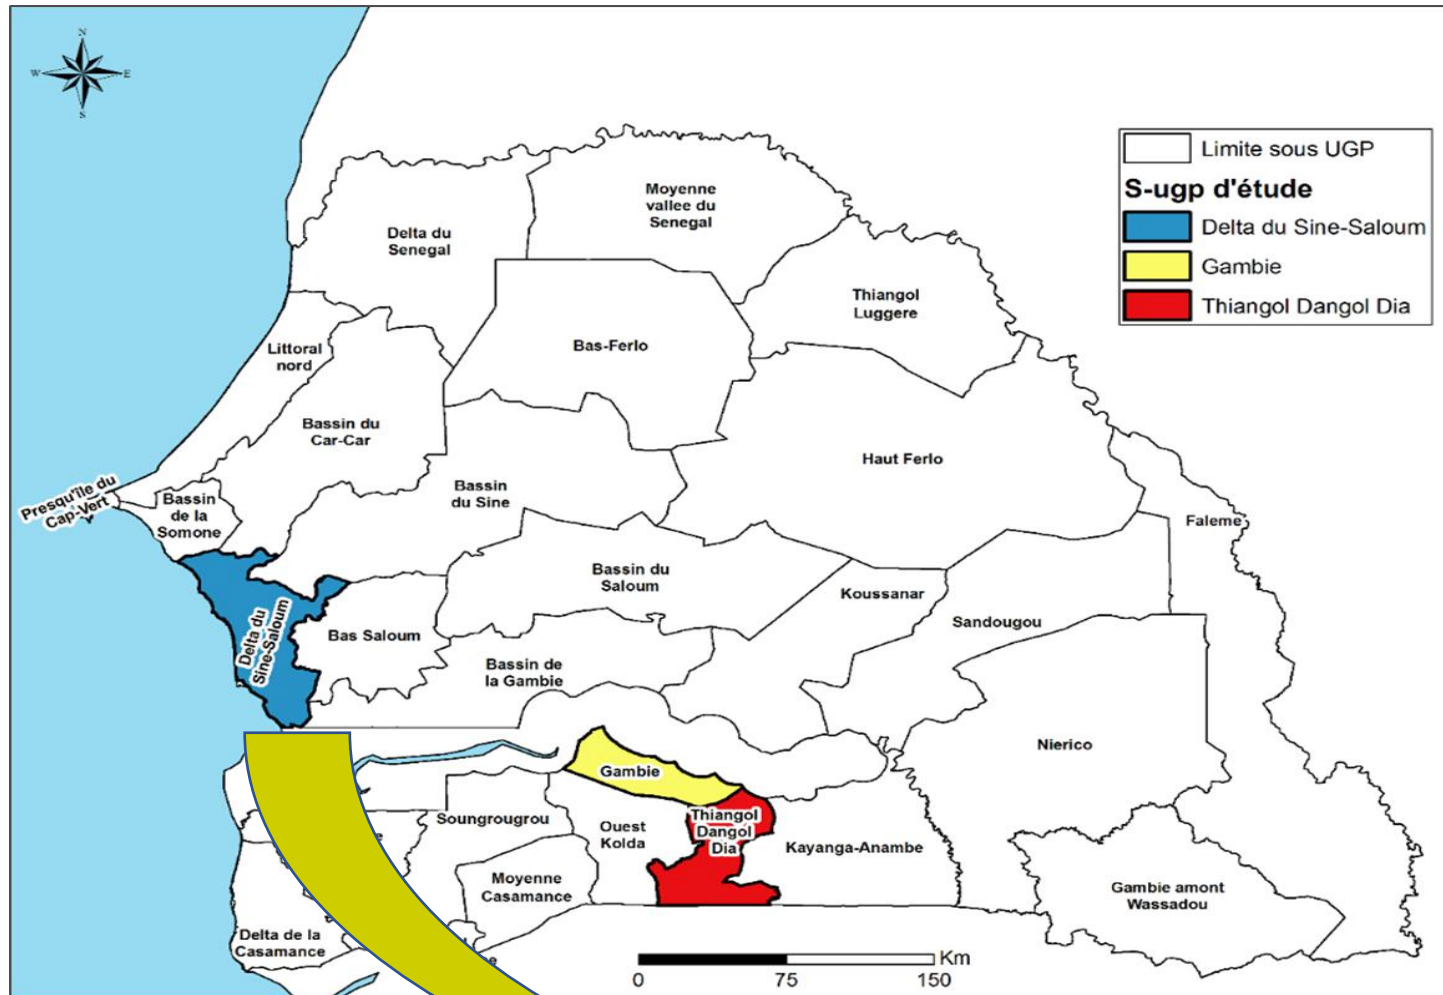 N
W E
S
Limite sous UGP
S-ugp d'étude
Delta du Sine-Saloum
Gambie
Thiangol Dangol Dia
Moyenne
vallee du
Senegal
Delta du
Senegal
Thiangol
Luggere
Littoral
nord
Bas-Ferlo
Bassin du
Car-Car
Haut Ferlo
Presqu'île du
Cap-Vert
Bassin
de la
Somone
Bassin
du Sine
Faleme
Bassin du
Saloum
Koussanar
Sandougou
Delta du
Sine-Saloum
Bas Saloum
Bassin de
la Gambie
Nierico
Gambie
Soungrougrou
Ouest
Kolda
Thiangol
Dangol
Dia
Kayanga-Anambe
Moyenne
Casamance
Gambie amont
Wassadou
Delta de la
Casamance
Km
0 75 150